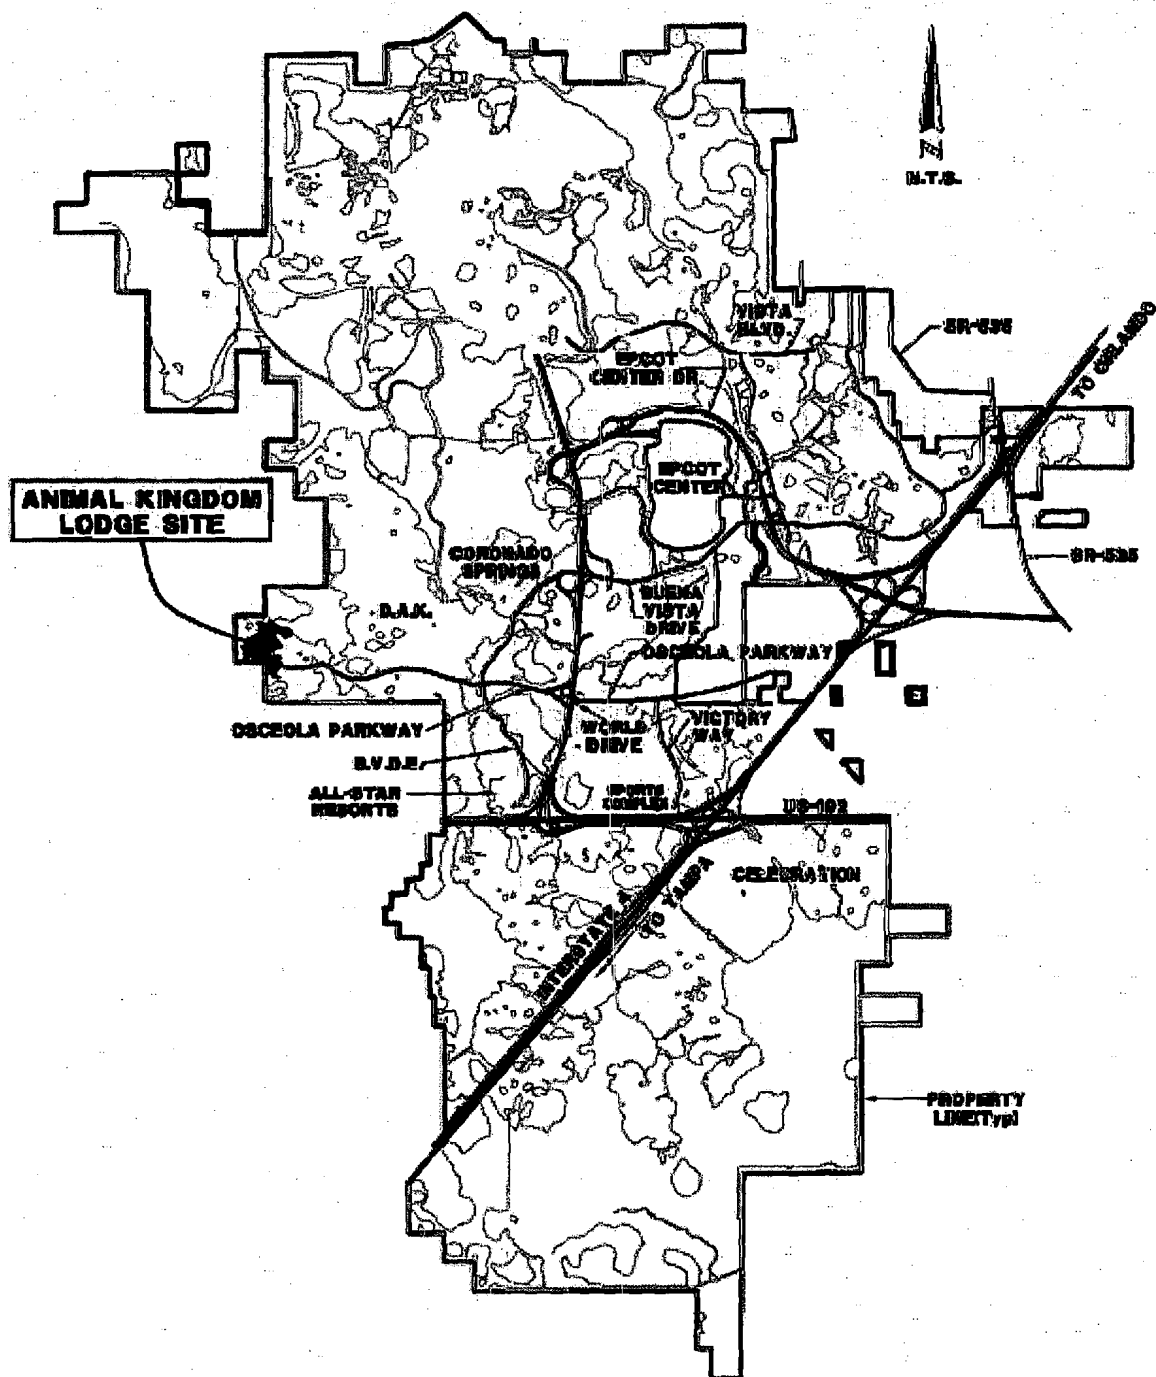 N
N.T.S.
VISTA
BLVD.
SR-535
TO ORLANDO
EPCOT
CENTER DR.
EPCOT
CENTER
ANIMAL KINGDOM
LODGE SITE
CORONADO
SPRINGS
SR-535
BUENA
VISTA
DRIVE
D.A.K.
OSCEOLA PARKWAY
OSCEOLA PARKWAY
WORLD
DRIVE
VICTORY
WAY
B.V.D.E.
ALL-STAR
RESORTS
SPORTS
COMPLEX
US-192
CELEBRATION
INTERSTATE 4
TO TAMPA
PROPERTY
LINE(Typ)